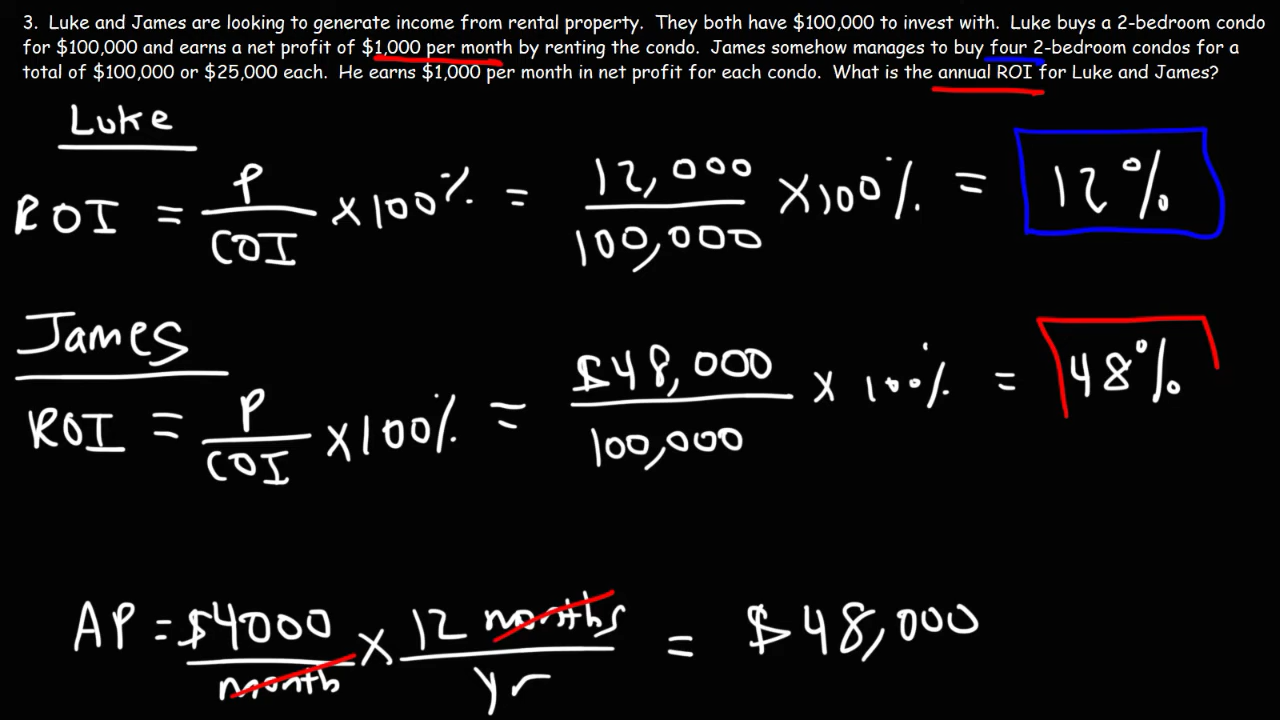 3. Luke and James are looking to generate income from rental property. They both have $100,000 to invest with. Luke buys a 2-bedroom condo
for $100,000 and earns a net profit of $1,000 per month by renting the condo. James somehow manages to buy four 2-bedroom condos for a
total of $100,000 or $25,000 each. He earns $1,000 per month in net profit for each condo. What is the annual ROI for Luke and James?
Luke
ROI = P/COI × 100% = 12,000/100,000 × 100% = 12%
James
ROI = P/COI × 100% = $48,000/100,000 × 100% = 48%
AP = $4000/month × 12 months/yr = $48,000